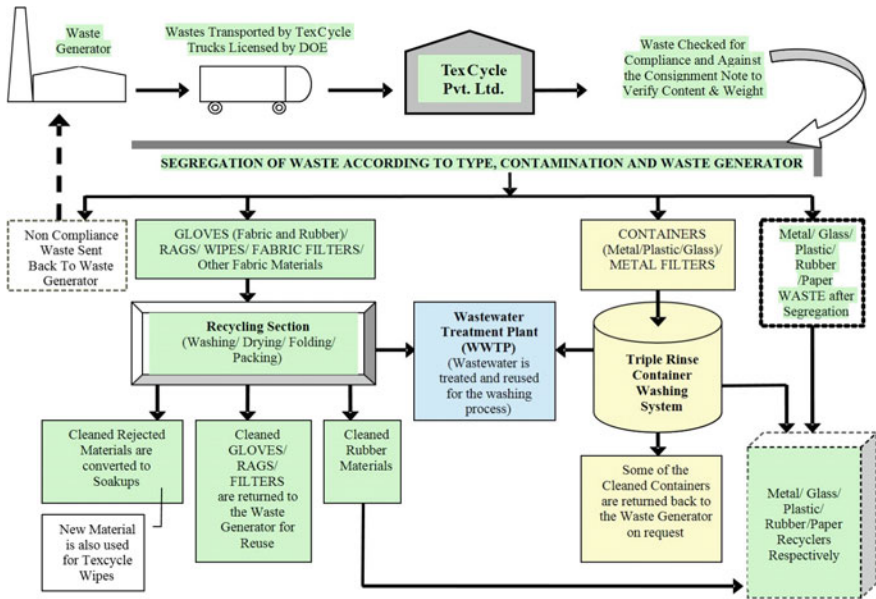 Waste
Generator
Wastes Transported by TexCycle
Trucks Licensed by DOE
TexCycle
Pvt. Ltd.
Waste Checked for
Compliance and Against
the Consignment Note to
Verify Content & Weight
SEGREGATION OF WASTE ACCORDING TO TYPE, CONTAMINATION AND WASTE GENERATOR
Non Compliance
Waste Sent
Back To Waste
Generator
GLOVES (Fabric and Rubber)/
RAGS/ WIPES/ FABRIC FILTERS/
Other Fabric Materials
CONTAINERS
(Metal/Plastic/Glass)/
METAL FILTERS
Metal/ Glass/
Plastic/
Rubber
/Paper
WASTE after
Segregation
Recycling Section
(Washing/ Drying/ Folding/
Packing)
Wastewater
Treatment Plant
(WWTP)
(Wastewater is
treated and reused
for the washing
process)
Triple Rinse
Container
Washing
System
Cleaned Rejected
Materials are
converted to
Soakups
New Material
is also used
for Texcycle
Wipes
Cleaned
GLOVES/
RAGS/
FILTERS
are returned to
the Waste
Generator for
Reuse
Cleaned
Rubber
Materials
Some of the
Cleaned Containers
are returned back to
the Waste Generator
on request
Metal/ Glass/
Plastic/
Rubber/Paper
Recyclers
Respectively